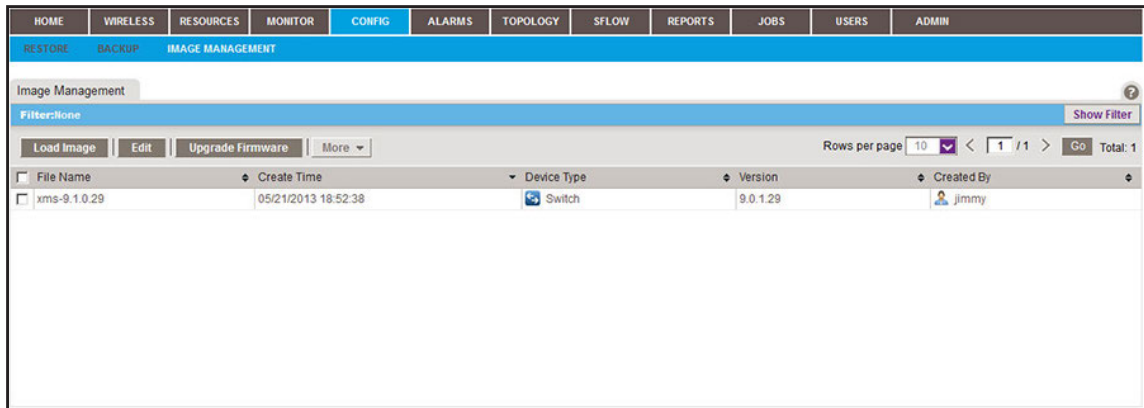 HOME WIRELESS RESOURCES MONITOR CONFIG ALARMS TOPOLOGY SFLOW REPORTS JOBS USERS ADMIN
RESTORE BACKUP IMAGE MANAGEMENT
Image Management
Filter:None Show Filter
Load Image Edit Upgrade Firmware More Rows per page 10 < 1 /1 > Go Total: 1
File Name Create Time Device Type Version Created By
xms-9.1.0.29 05/21/2013 18:52:38 Switch 9.0.1.29 jimmy